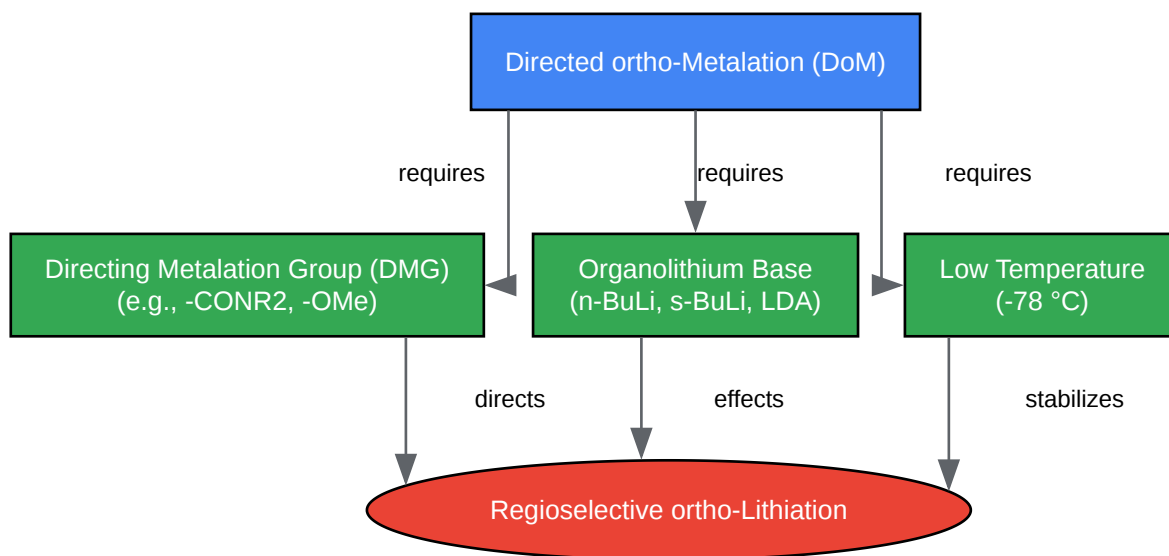 Directed ortho-Metalation (DoM)
requires
requires
requires
Directing Metalation Group (DMG)
(e.g., -CONR2, -OMe)
Organolithium Base
(n-BuLi, s-BuLi, LDA)
Low Temperature
(-78 °C)
directs
effects
stabilizes
Regioselective ortho-Lithiation